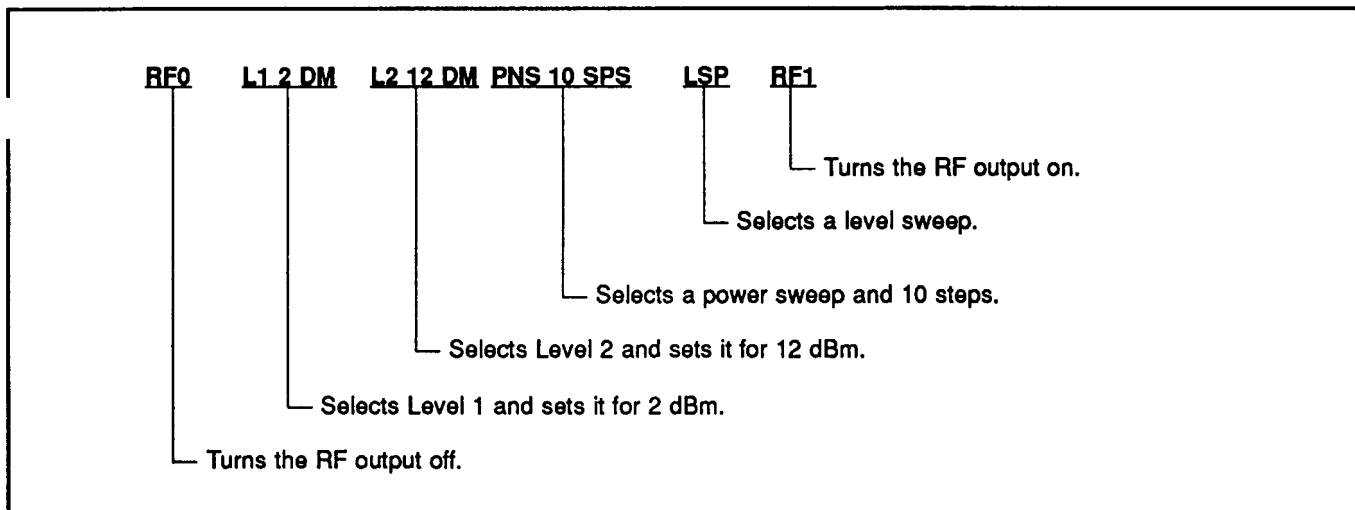 RF0 L1 2 DM L2 12 DM PNS 10 SPS LSP RF1
Turns the RF output on.
Selects a level sweep.
Selects a power sweep and 10 steps.
Selects Level 2 and sets it for 12 dBm.
Selects Level 1 and sets it for 2 dBm.
Turns the RF output off.